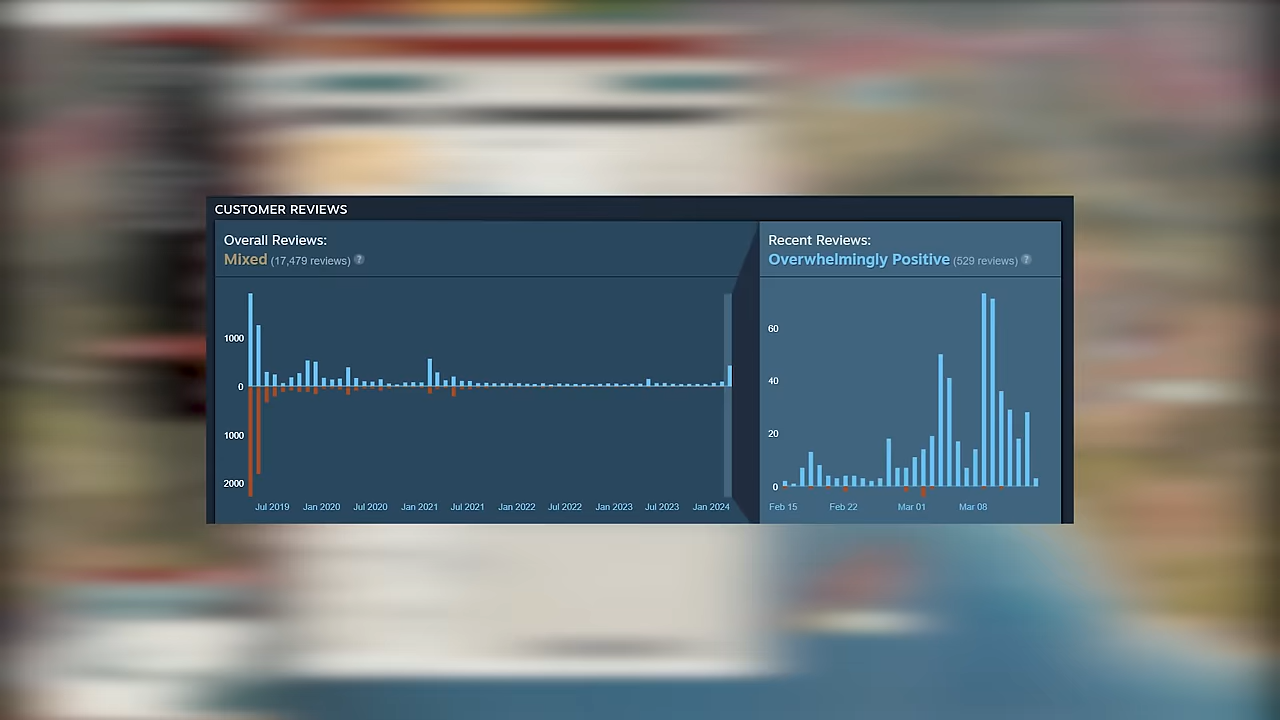 CUSTOMER REVIEWS
Overall Reviews:
Mixed (17,479 reviews) ?
1000
0
1000
2000
Jul 2019 Jan 2020 Jul 2020 Jan 2021 Jul 2021 Jan 2022 Jul 2022 Jan 2023 Jul 2023 Jan 2024
Recent Reviews:
Overwhelmingly Positive (529 reviews) ?
60
40
20
0
Feb 15 Feb 22 Mar 01 Mar 08